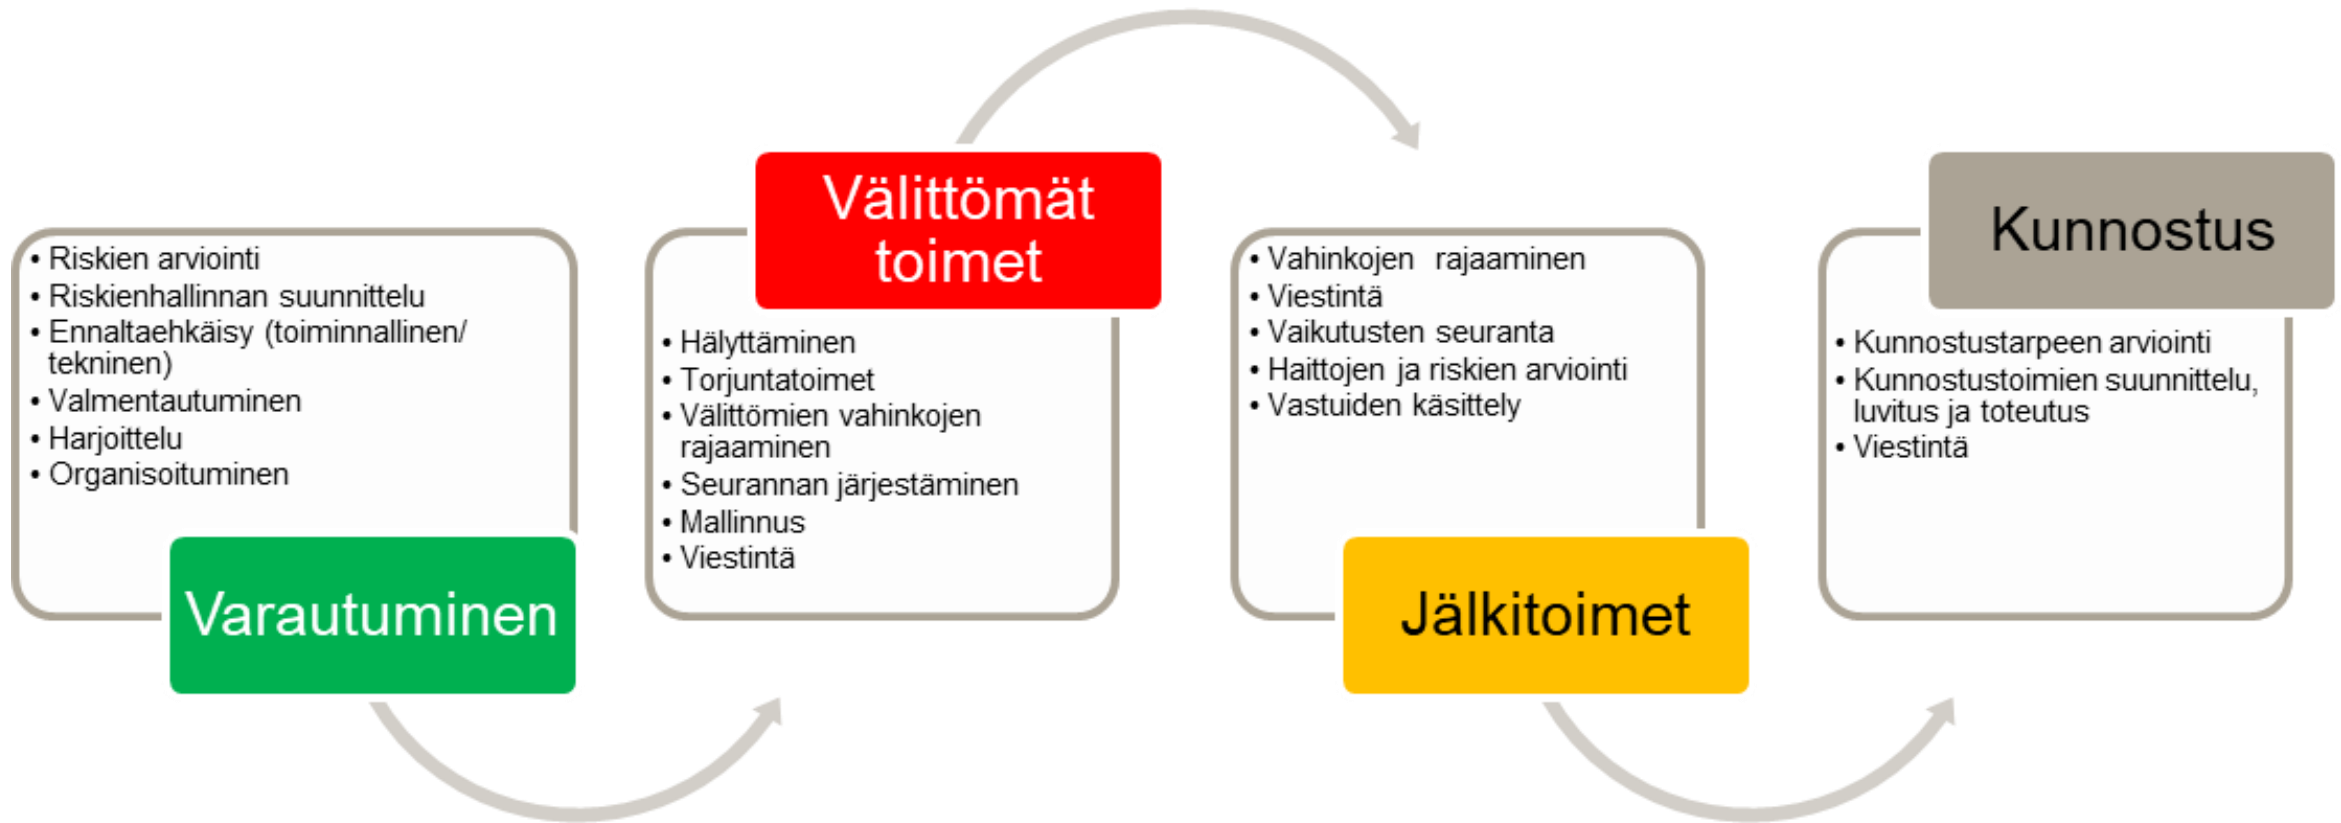 • Riskien arviointi
• Riskienhallinnan suunnittelu
• Ennaltaehkäisy (toiminnallinen/
tekninen)
• Valmentautuminen
• Harjoittelu
• Organisoituminen
Varautuminen
Välittömät
toimet
• Hälyttäminen
• Torjuntatoimet
• Välittömien vahinkojen
rajaaminen
• Seurannan järjestäminen
• Mallinnus
• Viestintä
• Vahinkojen rajaaminen
• Viestintä
• Vaikutusten seuranta
• Haittojen ja riskien arviointi
• Vastuiden käsittely
Jälkitoimet
Kunnostus
• Kunnostustarpeen arviointi
• Kunnostustoimien suunnittelu,
luvitus ja toteutus
• Viestintä